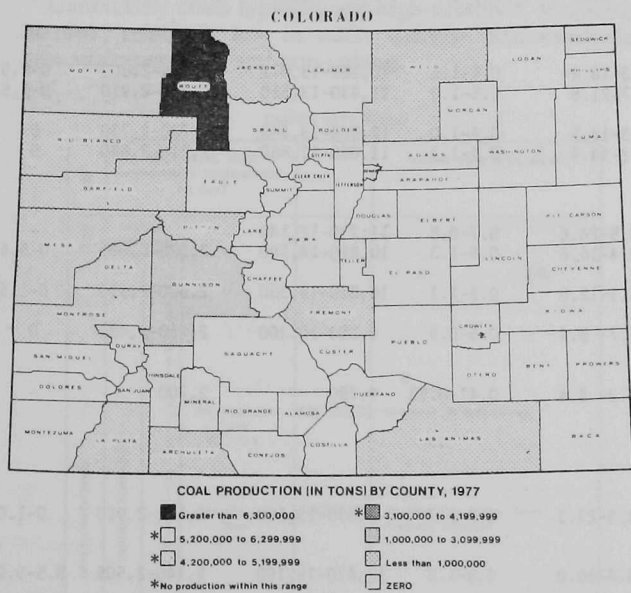 COLORADO
SEDGWICK
LOGAN
MOFFAT
ROUTT
JACKSON
MORGAN
GRAND
BOULDER
WASHINGTON
YUMA
RIO BLANCO
GILPIN
CLEAR CREEK
ADAMS
JEFFERSON
ARAPAHOE
GARFIELD
EAGLE
SUMMIT
DOUGLAS
ELBERT
KIT CARSON
PITKIN
LAKE
MESA
DELTA
GUNNISON
CHAFFEE
TELLER
EL PASO
LINCOLN
CHEYENNE
MONTROSE
FREMONT
KIOWA
CROWLEY
OURAY
SAGUACHE
CUSTER
PUEBLO
SAN MIGUEL
OTERO
BENT
PROWERS
DOLORES
SAN JUAN
HINSDALE
MINERAL
RIO GRANDE
ALAMOSA
HUERFANO
MONTEZUMA
LA PLATA
ARCHULETA
CONEJOS
COSTILLA
LAS ANIMAS
BACA
COAL PRODUCTION (IN TONS) BY COUNTY, 1977
Greater than 6,300,000
* 5,200,000 to 6,299,999
* 4,200,000 to 5,199,999
*No production within this range
* 3,100,000 to 4,199,999
1,000,000 to 3,099,999
Less than 1,000,000
ZERO